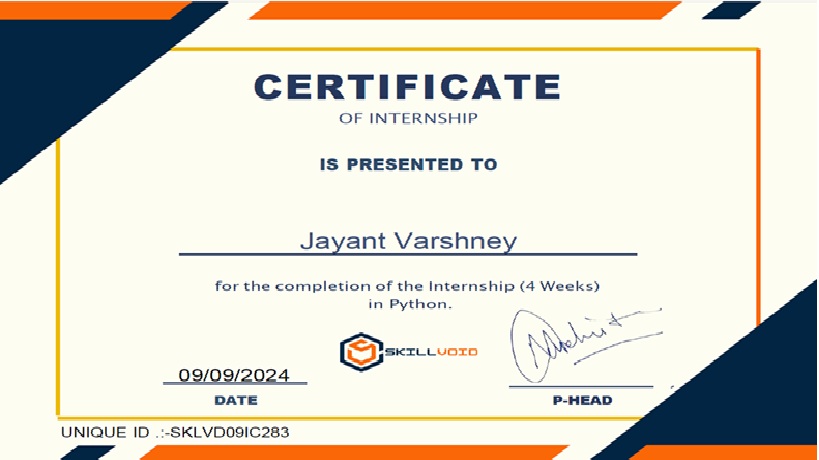 CERTIFICATE
OF INTERNSHIP
IS PRESENTED TO
Jayant Varshney
for the completion of the Internship (4 Weeks)
in Python.
SKILLVOID
09/09/2024
DATE
P-HEAD
UNIQUE ID .:-SKLVD09IC283